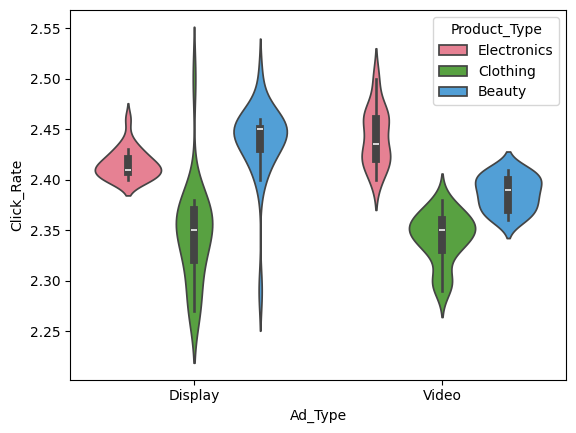 Product_Type
Electronics
Clothing
Beauty
2.55
2.50
2.45
2.40
2.35
2.30
2.25
Click_Rate
Display
Video
Ad_Type